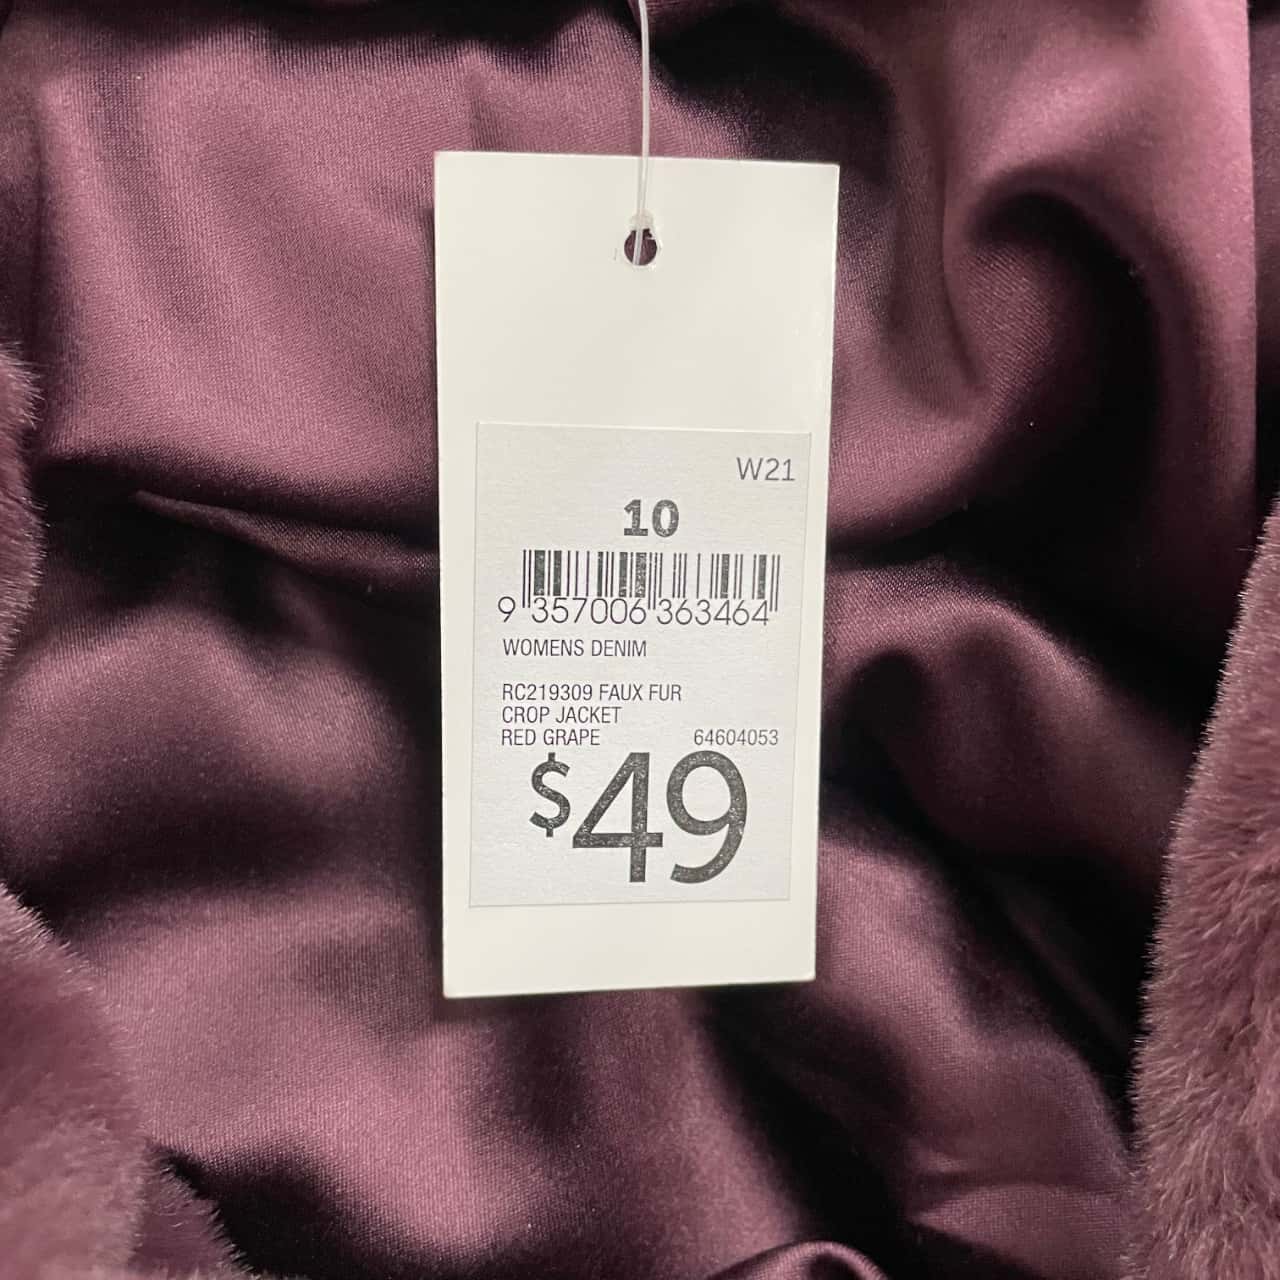 W21
10
9 357006 363464
WOMENS DENIM
RC219309 FAUX FUR
CROP JACKET
RED GRAPE 64604053
$49